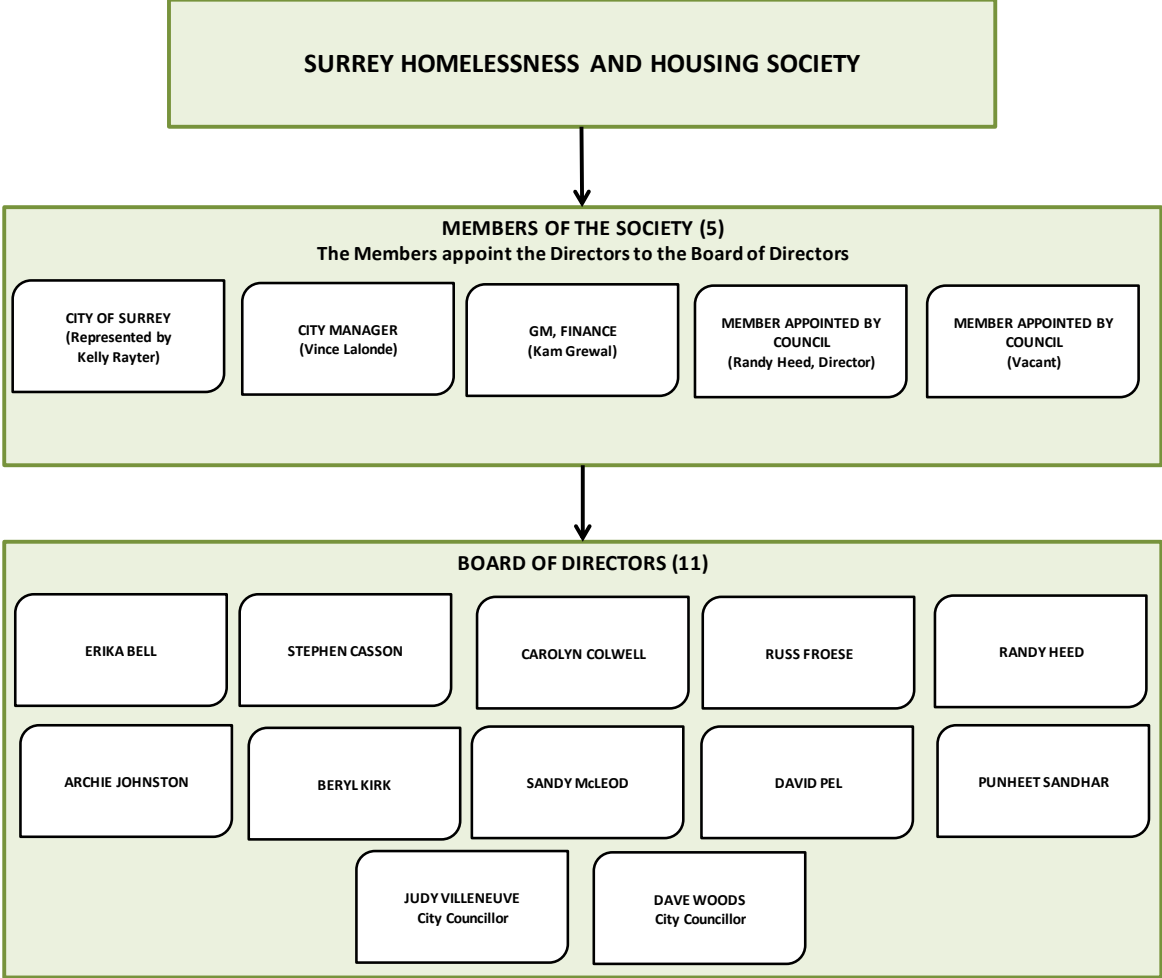 SURREY HOMELESSNESS AND HOUSING SOCIETY
MEMBERS OF THE SOCIETY (5)
The Members appoint the Directors to the Board of Directors
CITY OF SURREY
(Represented by
Kelly Rayter)
CITY MANAGER
(Vince Lalonde)
GM, FINANCE
(Kam Grewal)
MEMBER APPOINTED BY
COUNCIL
(Randy Heed, Director)
MEMBER APPOINTED BY
COUNCIL
(Vacant)
BOARD OF DIRECTORS (11)
ERIKA BELL
STEPHEN CASSON
CAROLYN COLWELL
RUSS FROESE
RANDY HEED
ARCHIE JOHNSTON
BERYL KIRK
SANDY McLEOD
DAVID PEL
PUNHEET SANDHAR
JUDY VILLENEUVE
City Councillor
DAVE WOODS
City Councillor